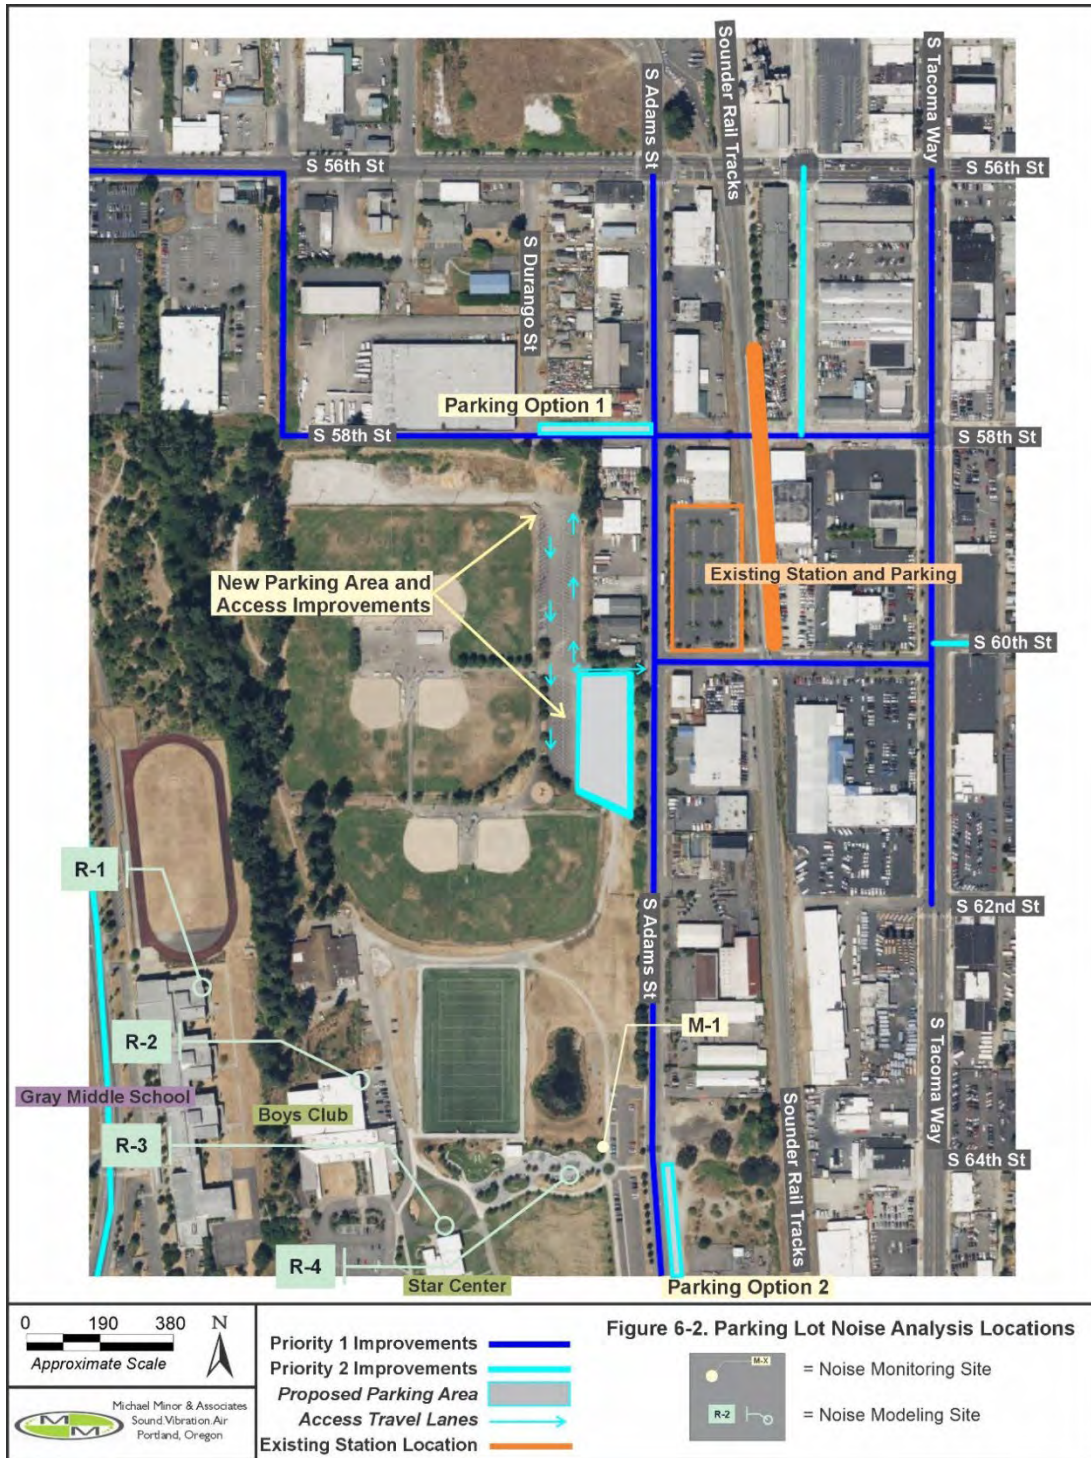 S Adams St
Sounder Rail Tracks
S Tacoma Way
S 56th St
S 56th St
S Durango St
Parking Option 1
S 58th St
S 58th St
New Parking Area and
Access Improvements
Existing Station and Parking
S 60th St
R-1
S 62nd St
S Adams St
R-2
M-1
S Tacoma Way
Gray Middle School
Boys Club
R-3
Sounder Rail Tracks
S 64th St
R-4
Star Center
Parking Option 2
0 190 380
N
Approximate Scale
Michael Minor & Associates
Sound.Vibration.Air
Portland, Oregon
M M
Priority 1 Improvements
Priority 2 Improvements
Proposed Parking Area
Access Travel Lanes
Existing Station Location
Figure 6-2. Parking Lot Noise Analysis Locations
M-X
= Noise Monitoring Site
R-2
= Noise Modeling Site